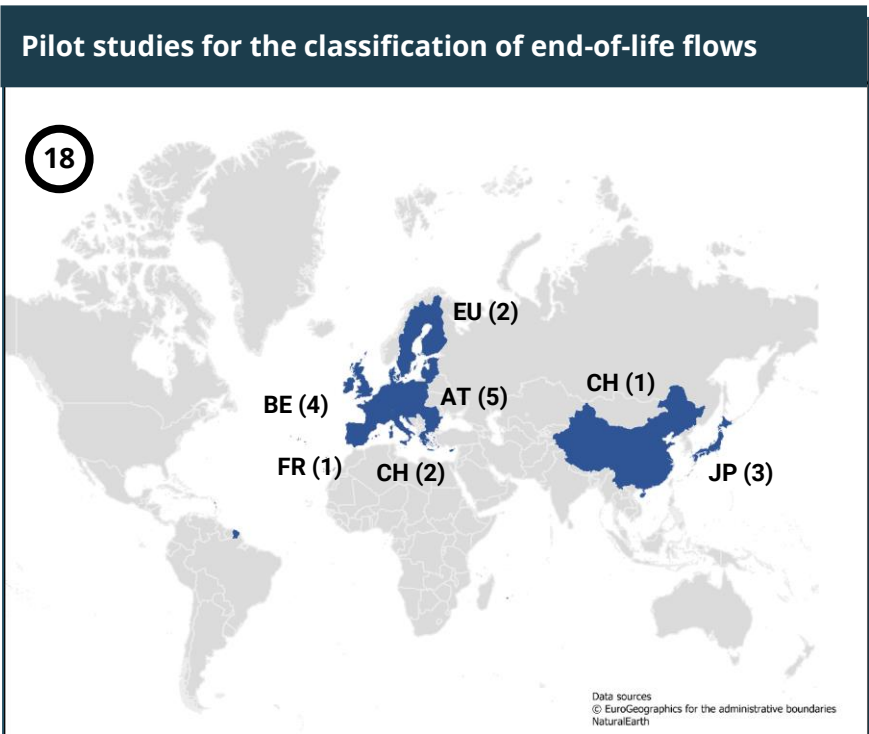 Pilot studies for the classification of end-of-life flows
18
EU (2)
CH (1)
AT (5)
BE (4)
FR (1)
CH (2)
JP (3)
Data sources
© EuroGeographics for the administrative boundaries
NaturalEarth